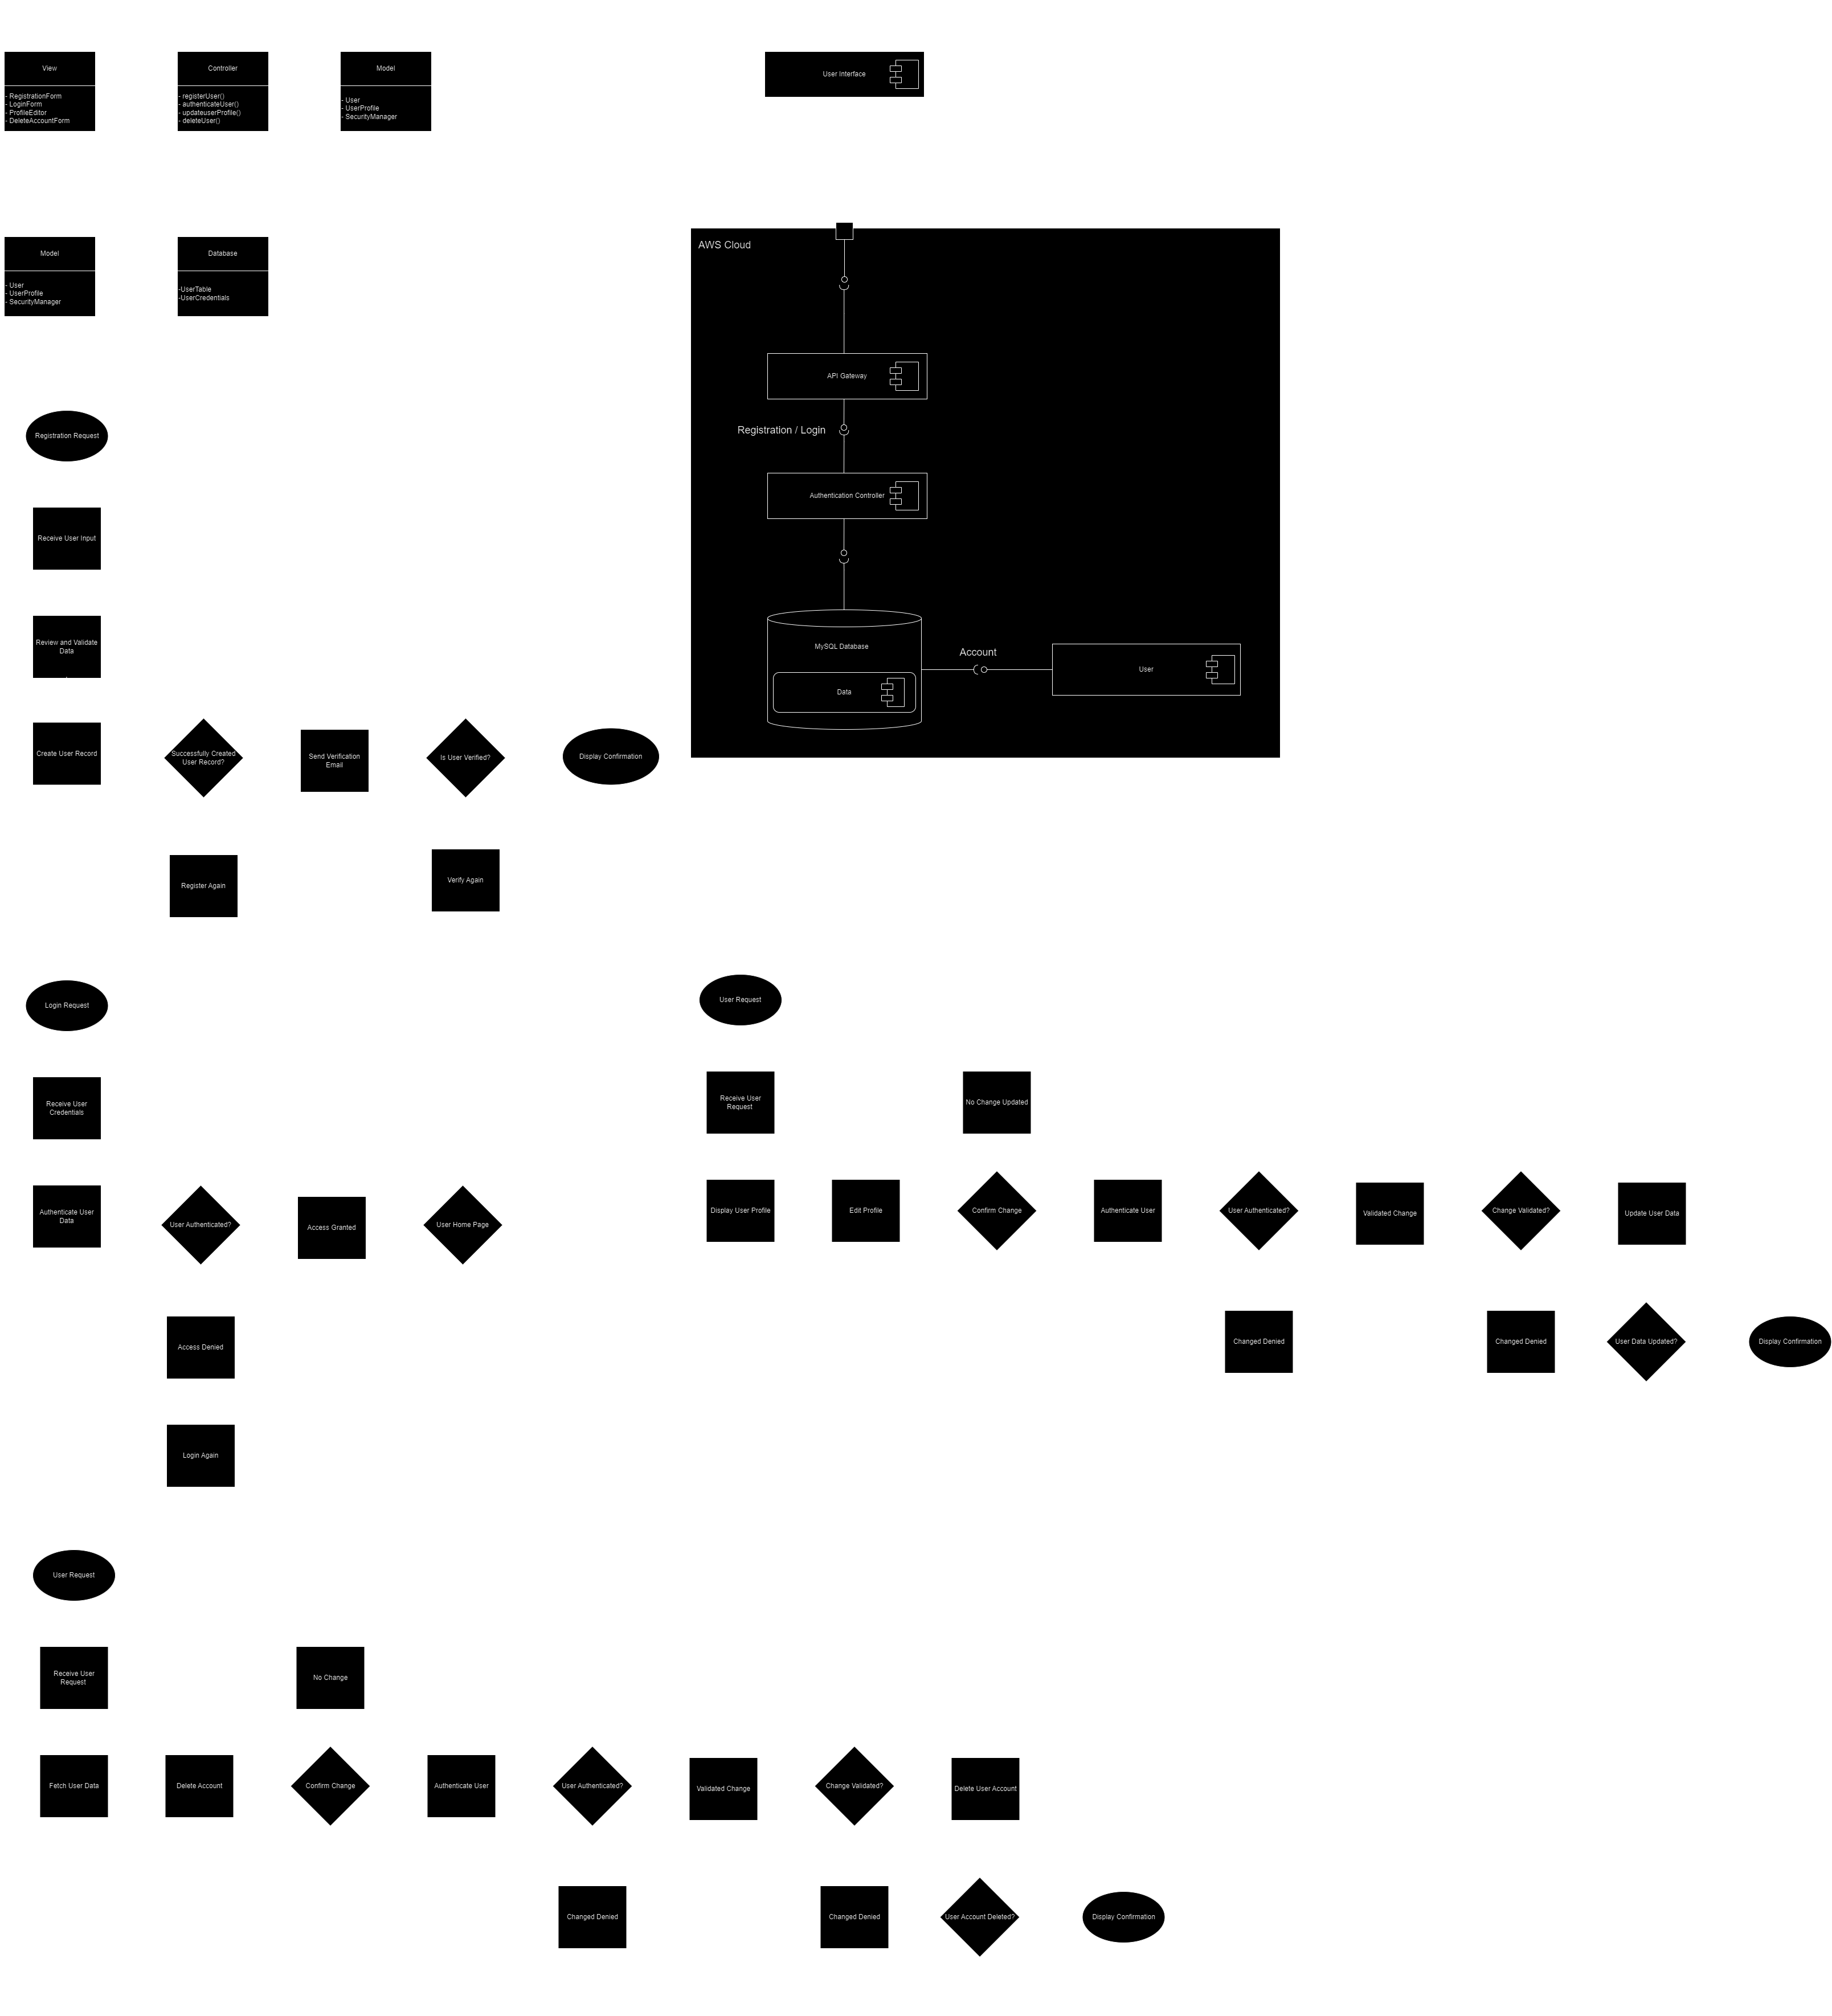 View
- RegistrationForm
- LoginForm
- ProfileEditor
- DeleteAccountForm
Controller
- registerUser()
- authenticateUser()
- updateuserProfile()
- deleteUser()
Model
- User
- UserProfile
- SecurityManager
User Interface
Model
- User
- UserProfile
- SecurityManager
Database
-UserTable
-UserCredentials
AWS Cloud
API Gateway
Registration / Login
Authentication Controller
MySQL Database
Data
Account
User
Registration Request
Receive User Input
Review and Validate
Data
Create User Record
Successfully Created
User Record?
Send Verification
Email
Is User Verified?
Display Confirmation
Register Again
Verify Again
Login Request
Receive User
Credentials
Authenticate User
Data
User Authenticated?
Access Granted
User Home Page
Access Denied
Login Again
User Request
Receive User
Request
No Change Updated
Display User Profile
Edit Profile
Confirm Change
Authenticate User
User Authenticated?
Validated Change
Change Validated?
Update User Data
Changed Denied
Changed Denied
User Data Updated?
Display Confirmation
User Request
Receive User
Request
No Change
Fetch User Data
Delete Account
Confirm Change
Authenticate User
User Authenticated?
Validated Change
Change Validated?
Delete User Account
Changed Denied
Changed Denied
User Account Deleted?
Display Confirmation